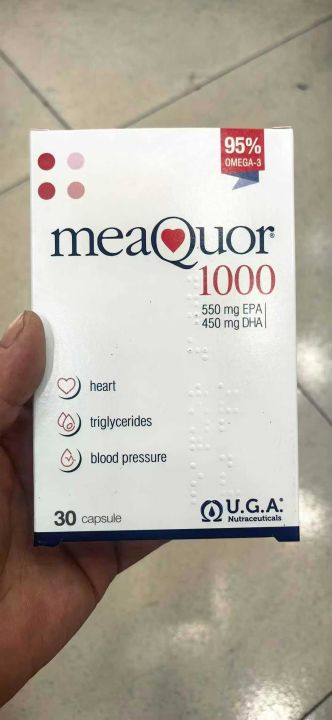 95%
OMEGA-3
meaQuor®
1000
550 mg EPA
450 mg DHA
heart
triglycerides
blood pressure
30 capsule
U.G.A.®
Nutraceuticals